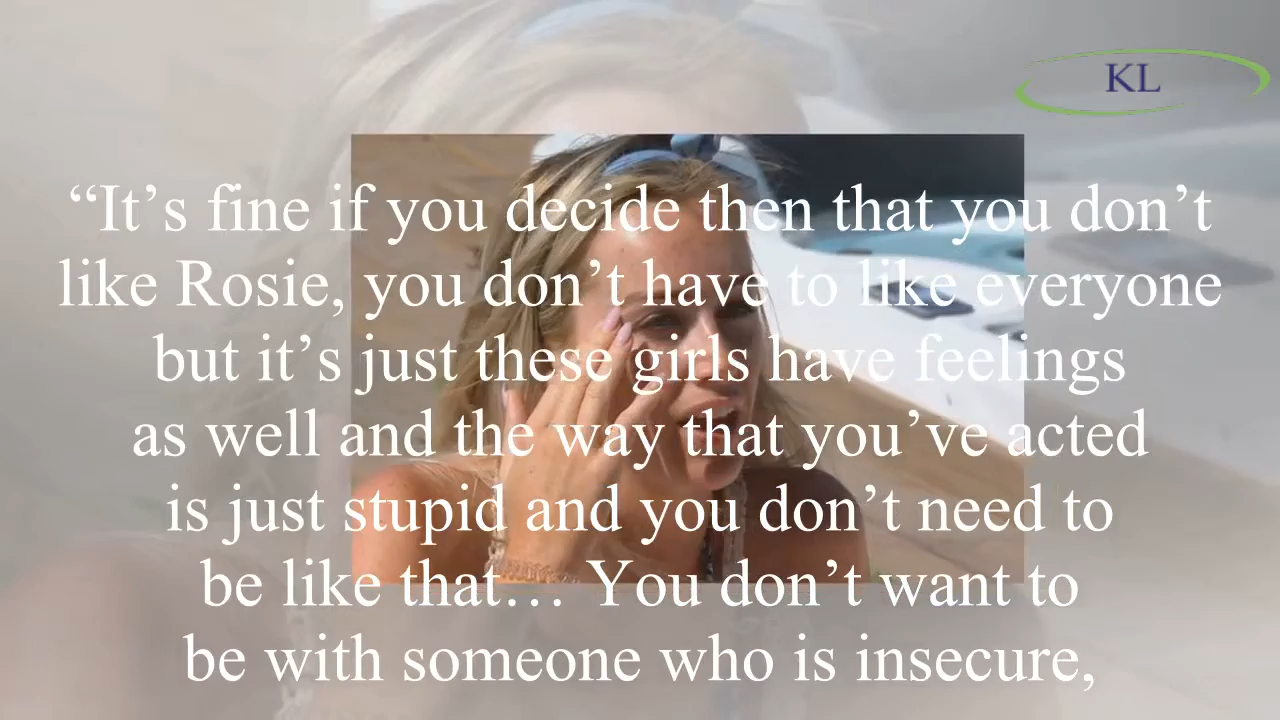 KL
“It’s fine if you decide then that you don’t
like Rosie, you don’t have to like everyone
but it’s just these girls have feelings
as well and the way that you’ve acted
is just stupid and you don’t need to
be like that… You don’t want to
be with someone who is insecure,